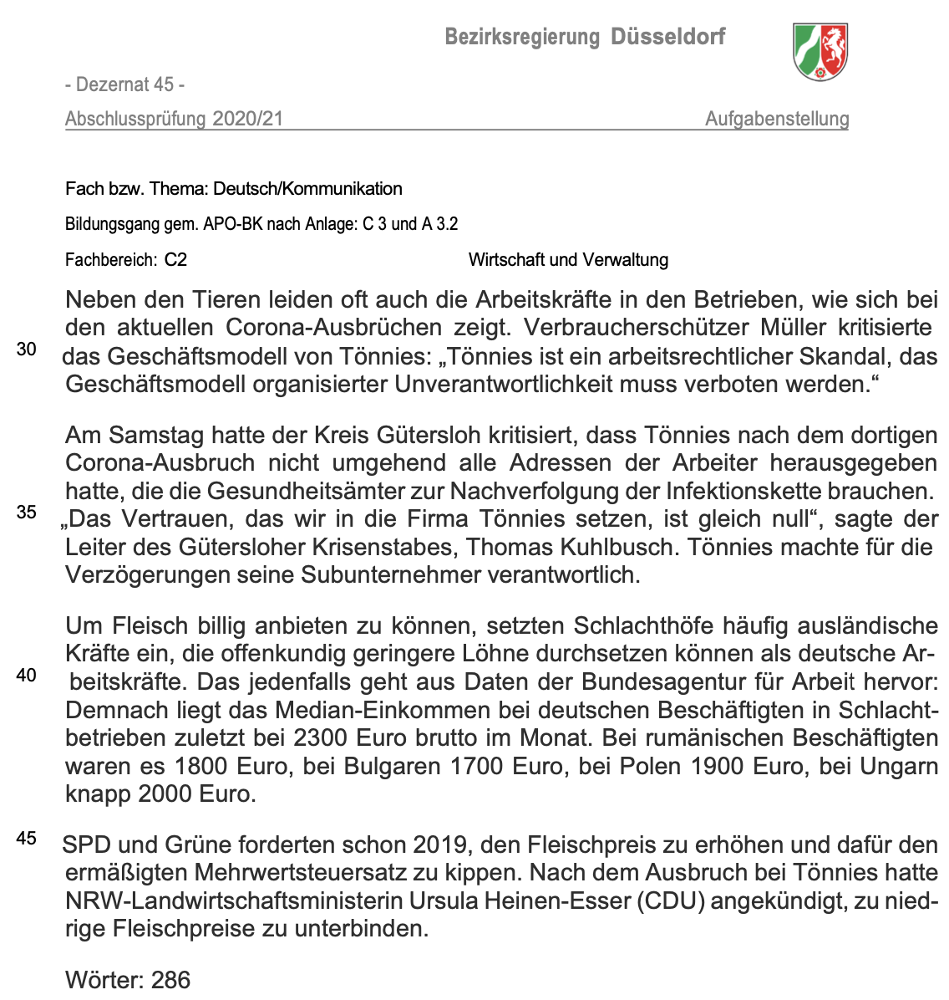 Bezirksregierung Düsseldorf
- Dezernat 45 -
Abschlussprüfung 2020/21 Aufgabenstellung
Fach bzw. Thema: Deutsch/Kommunikation
Bildungsgang gem. APO-BK nach Anlage: C 3 und A 3.2
Fachbereich: C2 Wirtschaft und Verwaltung
Neben den Tieren leiden oft auch die Arbeitskräfte in den Betrieben, wie sich bei
den aktuellen Corona-Ausbrüchen zeigt. Verbraucherschützer Müller kritisierte
30 das Geschäftsmodell von Tönnies: „Tönnies ist ein arbeitsrechtlicher Skandal, das
Geschäftsmodell organisierter Unverantwortlichkeit muss verboten werden.“
Am Samstag hatte der Kreis Gütersloh kritisiert, dass Tönnies nach dem dortigen
Corona-Ausbruch nicht umgehend alle Adressen der Arbeiter herausgegeben
hatte, die die Gesundheitsämter zur Nachverfolgung der Infektionskette brauchen.
35 „Das Vertrauen, das wir in die Firma Tönnies setzen, ist gleich null“, sagte der
Leiter des Gütersloher Krisenstabes, Thomas Kuhlbusch. Tönnies machte für die
Verzögerungen seine Subunternehmer verantwortlich.
Um Fleisch billig anbieten zu können, setzten Schlachthöfe häufig ausländische
Kräfte ein, die offenkundig geringere Löhne durchsetzen können als deutsche Ar-
40 beitskräfte. Das jedenfalls geht aus Daten der Bundesagentur für Arbeit hervor:
Demnach liegt das Median-Einkommen bei deutschen Beschäftigten in Schlacht-
betrieben zuletzt bei 2300 Euro brutto im Monat. Bei rumänischen Beschäftigten
waren es 1800 Euro, bei Bulgaren 1700 Euro, bei Polen 1900 Euro, bei Ungarn
knapp 2000 Euro.
45 SPD und Grüne forderten schon 2019, den Fleischpreis zu erhöhen und dafür den
ermäßigten Mehrwertsteuersatz zu kippen. Nach dem Ausbruch bei Tönnies hatte
NRW-Landwirtschaftsministerin Ursula Heinen-Esser (CDU) angekündigt, zu nied-
rige Fleischpreise zu unterbinden.
Wörter: 286